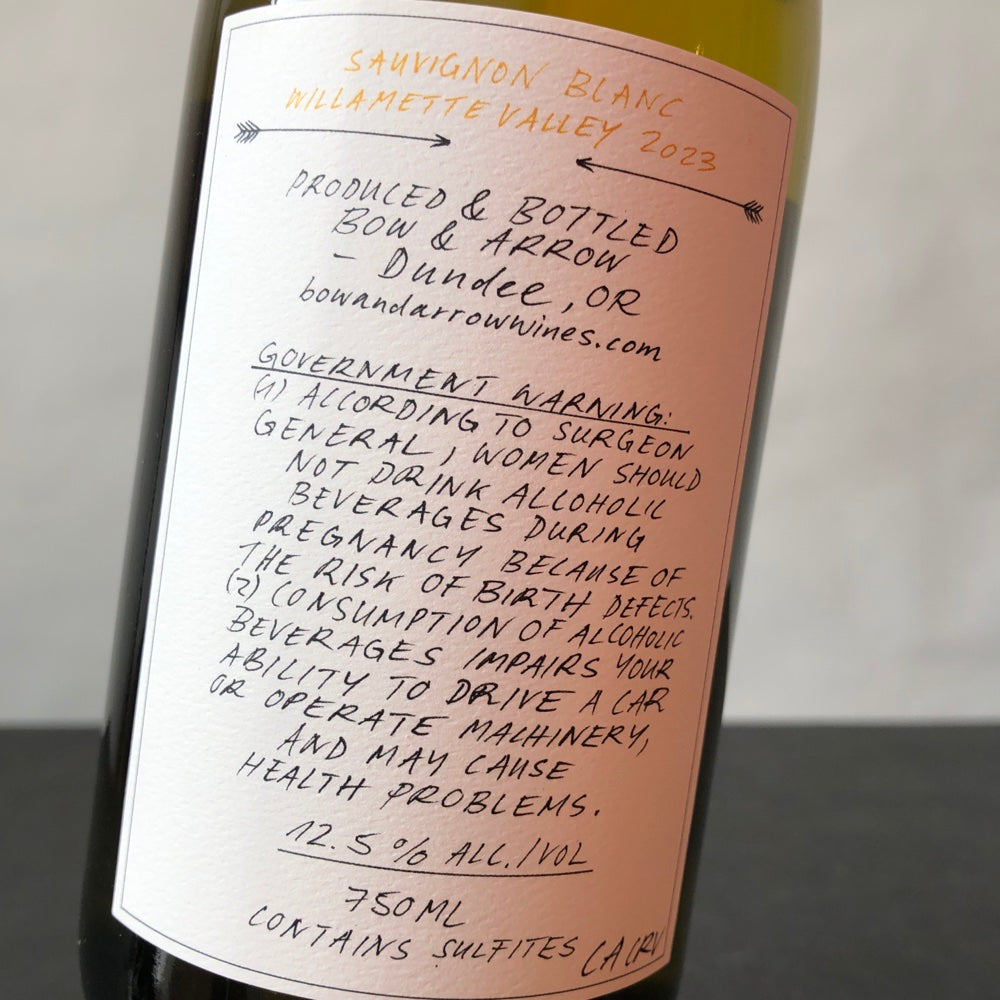 SAUVIGNON BLANC
WILLAMETTE VALLEY 2023
PRODUCED & BOTTLED
BOW & ARROW
- Dundee, OR
bowandarrowwines.com
GOVERNMENT WARNING:
(1) ACCORDING TO SURGEON
GENERAL, WOMEN SHOULD
NOT DRINK ALCOHOLIC
BEVERAGES DURING
PREGNANCY BECAUSE OF
THE RISK OF BIRTH DEFECTS.
(2) CONSUMPTION OF ALCOHOLIC
BEVERAGES IMPAIRS YOUR
ABILITY TO DRIVE A CAR
OR OPERATE MACHINERY,
AND MAY CAUSE
HEALTH PROBLEMS.
12.5% ALC./VOL
750ML
CONTAINS SULFITES CA CRV